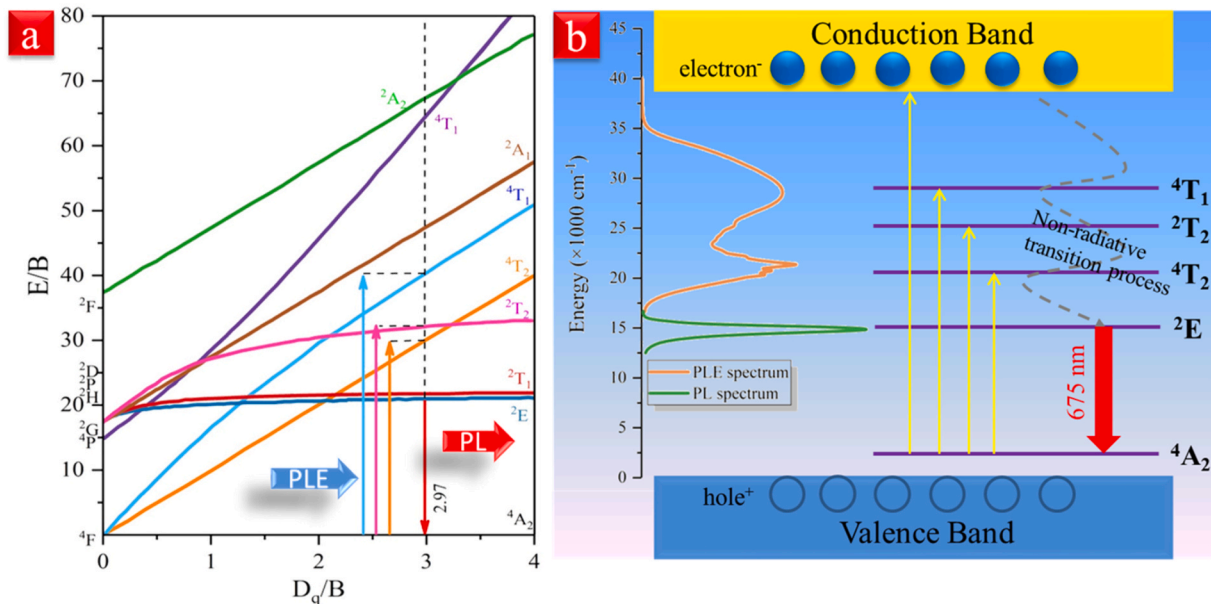 a
80
70
60
50
40
30
20
10
0
E/B
²F
²D
²P
²H
²G
⁴P
⁴F
²A₂
⁴T₁
²A₁
⁴T₁
⁴T₂
²T₂
²T₁
²E
⁴A₂
PLE
PL
2.97
0 1 2 3 4
D_q/B
b
Conduction Band
electron⁻
45
40
35
30
25
20
15
10
5
0
Energy (×1000 cm⁻¹)
PLE spectrum
PL spectrum
⁴T₁
²T₂
⁴T₂
²E
⁴A₂
Non-radiative
transition process
675 nm
hole⁺
Valence Band